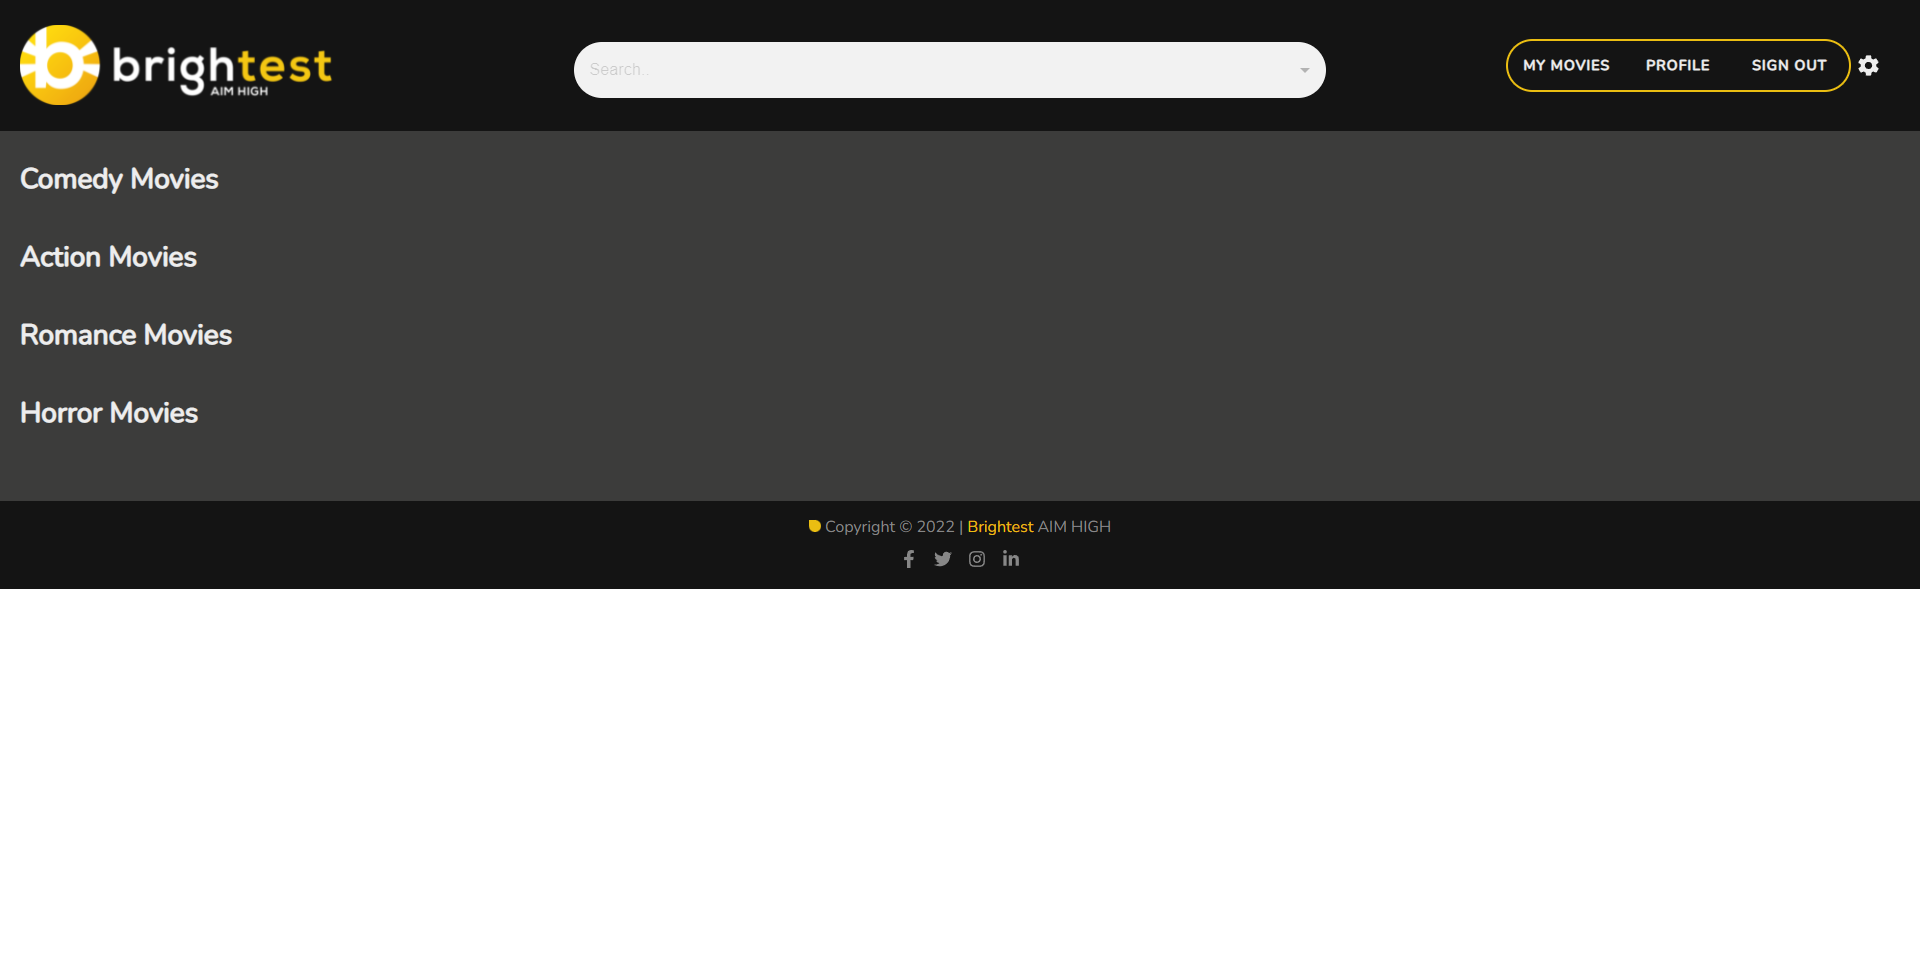 brightest
AIM HIGH
Search..
MY MOVIES PROFILE SIGN OUT
Comedy Movies
Action Movies
Romance Movies
Horror Movies
Copyright © 2022 | Brightest AIM HIGH